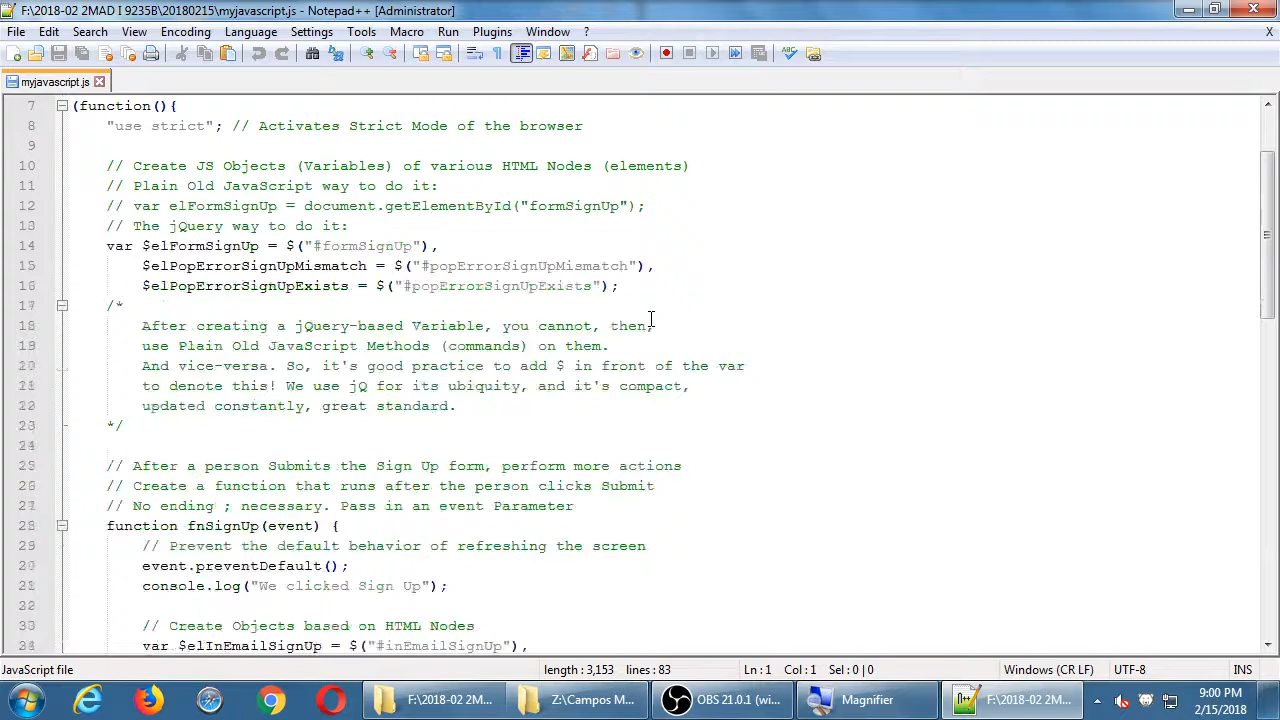 F:\2018-02 2MAD I 9235B\20180215\myjavascript.js - Notepad++ [Administrator]
File Edit Search View Encoding Language Settings Tools Macro Run Plugins Window ? X
myjavascript.js
7 (function(){
8 "use strict"; // Activates Strict Mode of the browser
9
10 // Create JS Objects (Variables) of various HTML Nodes (elements)
11 // Plain Old JavaScript way to do it:
12 // var elFormSignUp = document.getElementById("formSignUp");
13 // The jQuery way to do it:
14 var $elFormSignUp = $("#formSignUp"),
15 $elPopErrorSignUpMismatch = $("#popErrorSignUpMismatch"),
16 $elPopErrorSignUpExists = $("#popErrorSignUpExists");
17 /*
18 After creating a jQuery-based Variable, you cannot, then,
19 use Plain Old JavaScript Methods (commands) on them.
20 And vice-versa. So, it's good practice to add $ in front of the var
21 to denote this! We use jQ for its ubiquity, and it's compact,
22 updated constantly, great standard.
23 */
24
25 // After a person Submits the Sign Up form, perform more actions
26 // Create a function that runs after the person clicks Submit
27 // No ending ; necessary. Pass in an event Parameter
28 function fnSignUp(event) {
29 // Prevent the default behavior of refreshing the screen
30 event.preventDefault();
31 console.log("We clicked Sign Up");
32
33 // Create Objects based on HTML Nodes
34 var $elInEmailSignUp = $("#inEmailSignUp"),
JavaScript file length : 3,153 lines : 83 Ln : 1 Col : 1 Sel : 0 | 0 Windows (CR LF) UTF-8 INS
F:\2018-02 2M... Z:\Campos M... OBS 21.0.1 (wi... Magnifier F:\2018-02 2M... 9:00 PM
2/15/2018